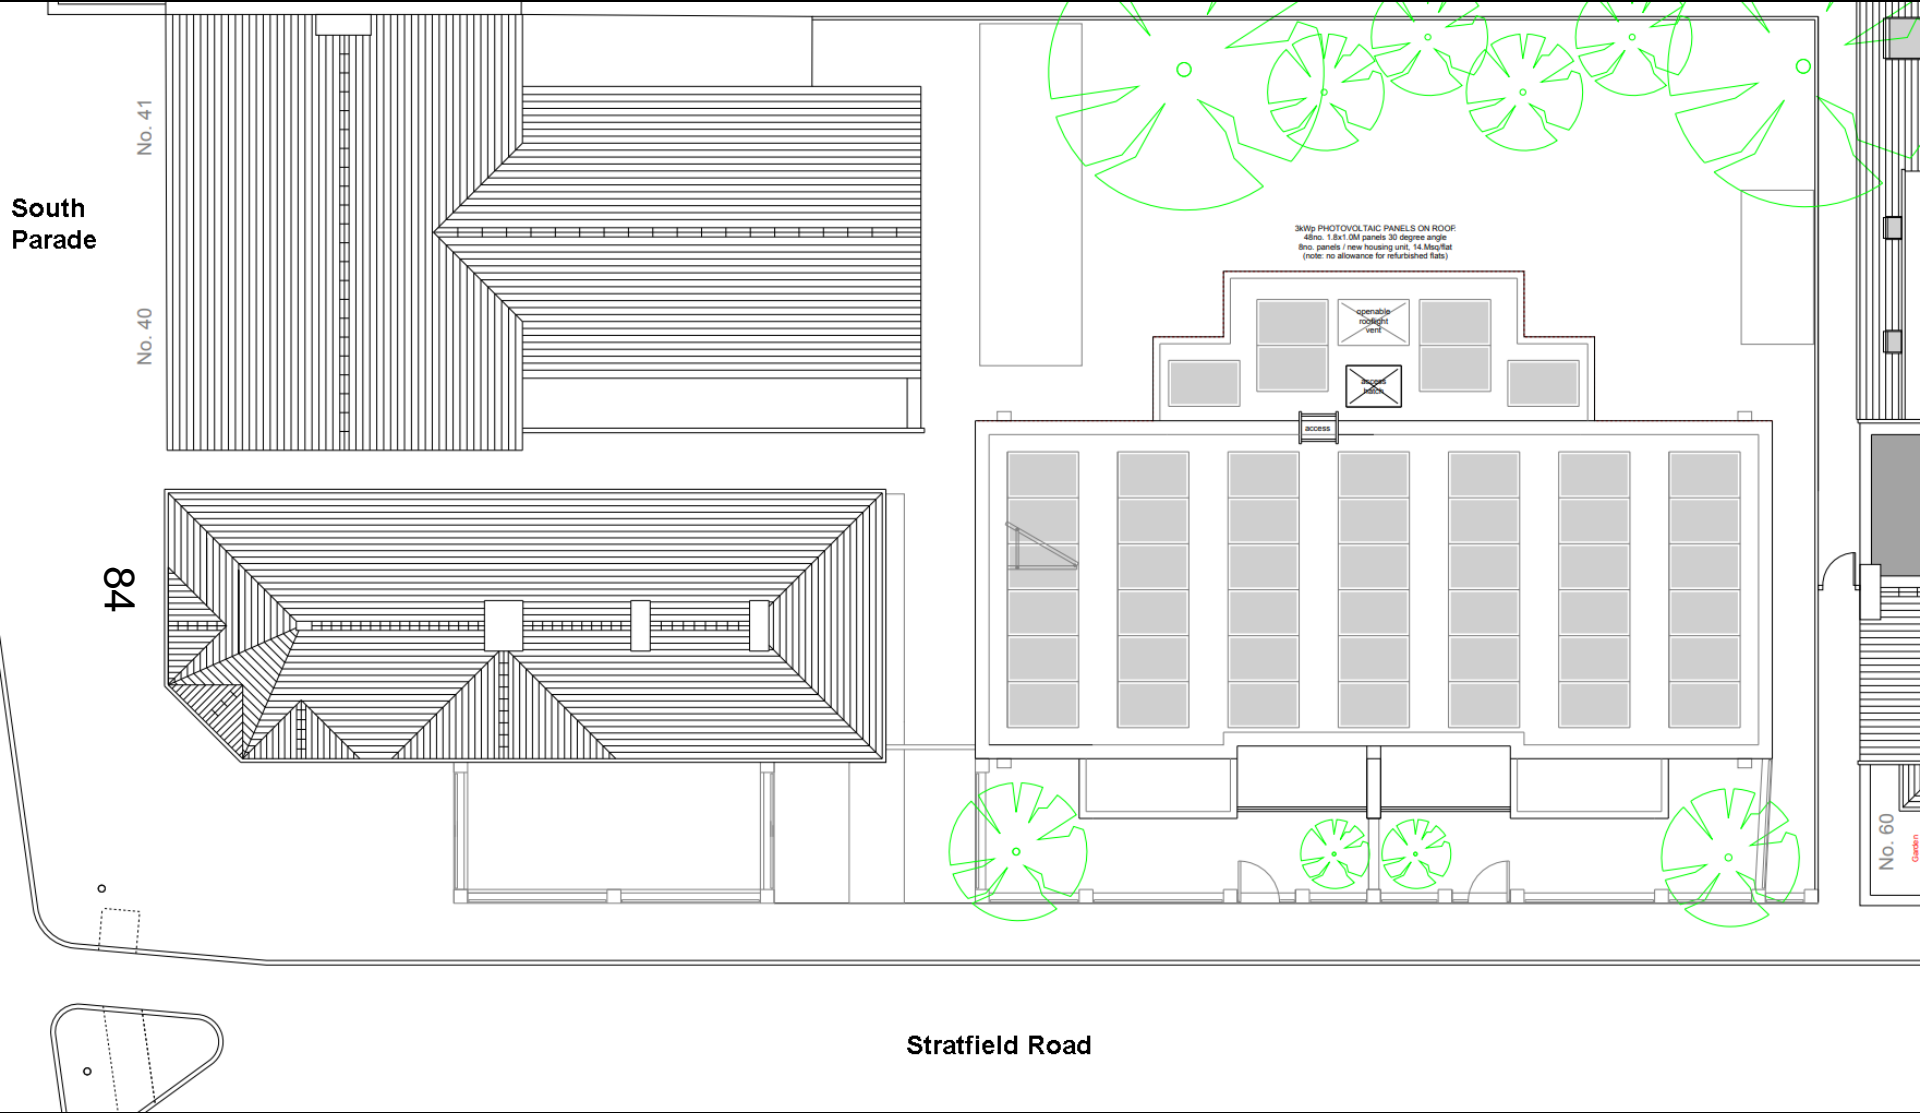 No. 41
South
Parade
No. 40
3kWp PHOTOVOLTAIC PANELS ON ROOF.
48no. 1.8x1.0M panels 30 degree angle
8no. panels / new housing unit, 14.Msq/flat
(note: no allowance for refurbished flats)
openable
rooflight
vent
access
hatch
access
84
No. 60
Garden
Stratfield Road